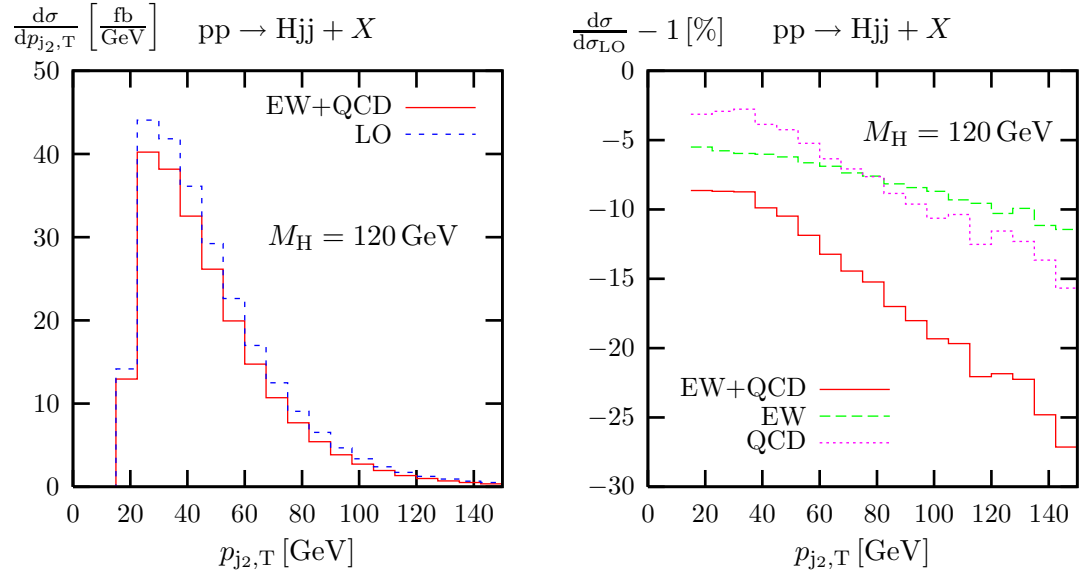 dσ/dp_{j₂,T} [fb/GeV] pp → Hjj + X
50
40
30
20
10
0
EW+QCD
LO
M_H = 120 GeV
0 20 40 60 80 100 120 140
p_{j₂,T} [GeV]
dσ/dσ_LO − 1 [%] pp → Hjj + X
0
−5
−10
−15
−20
−25
−30
M_H = 120 GeV
EW+QCD
EW
QCD
0 20 40 60 80 100 120 140
p_{j₂,T} [GeV]